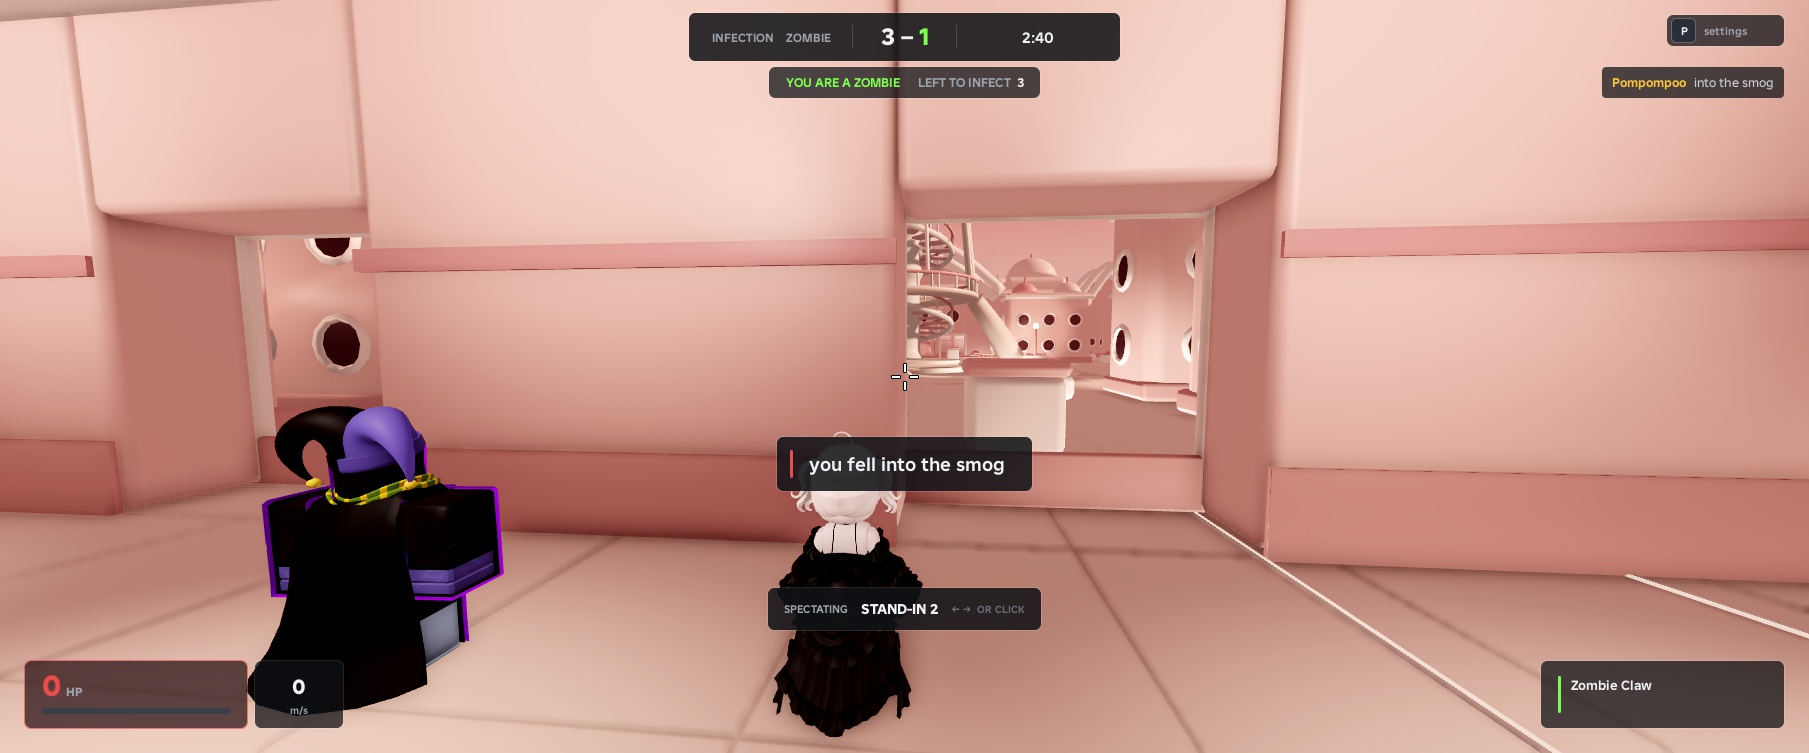 INFECTION ZOMBIE 3 – 1 2:40
P settings
YOU ARE A ZOMBIE LEFT TO INFECT 3
Pompompoo into the smog
you fell into the smog
SPECTATING STAND-IN 2 ←→ OR CLICK
0 HP
0
m/s
Zombie Claw